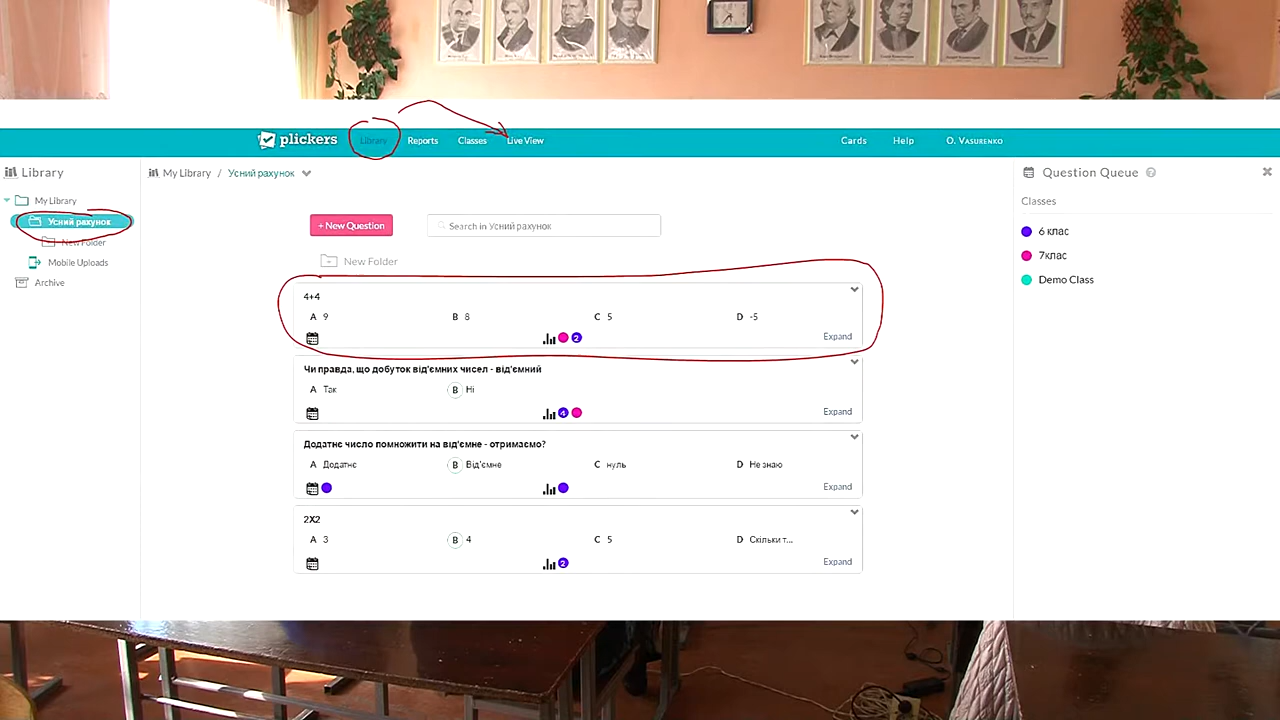 plickers Library Reports Classes Live View Cards Help O. Vasurenko
Library
My Library / Усний рахунок
Question Queue ?
My Library
Усний рахунок
New Folder
Mobile Uploads
Archive
+ New Question
Search in Усний рахунок
New Folder
4+4
A 9 B 8 C 5 D -5
2 Expand
Чи правда, що добуток від'ємних чисел - від'ємний
A Так B Ні
4 Expand
Додатнє число помножити на від'ємне - отримаємо?
A Додатнє B Від'ємне C нуль D Не знаю
Expand
2X2
A 3 B 4 C 5 D Скільки т...
2 Expand
Classes
6 клас
7клас
Demo Class